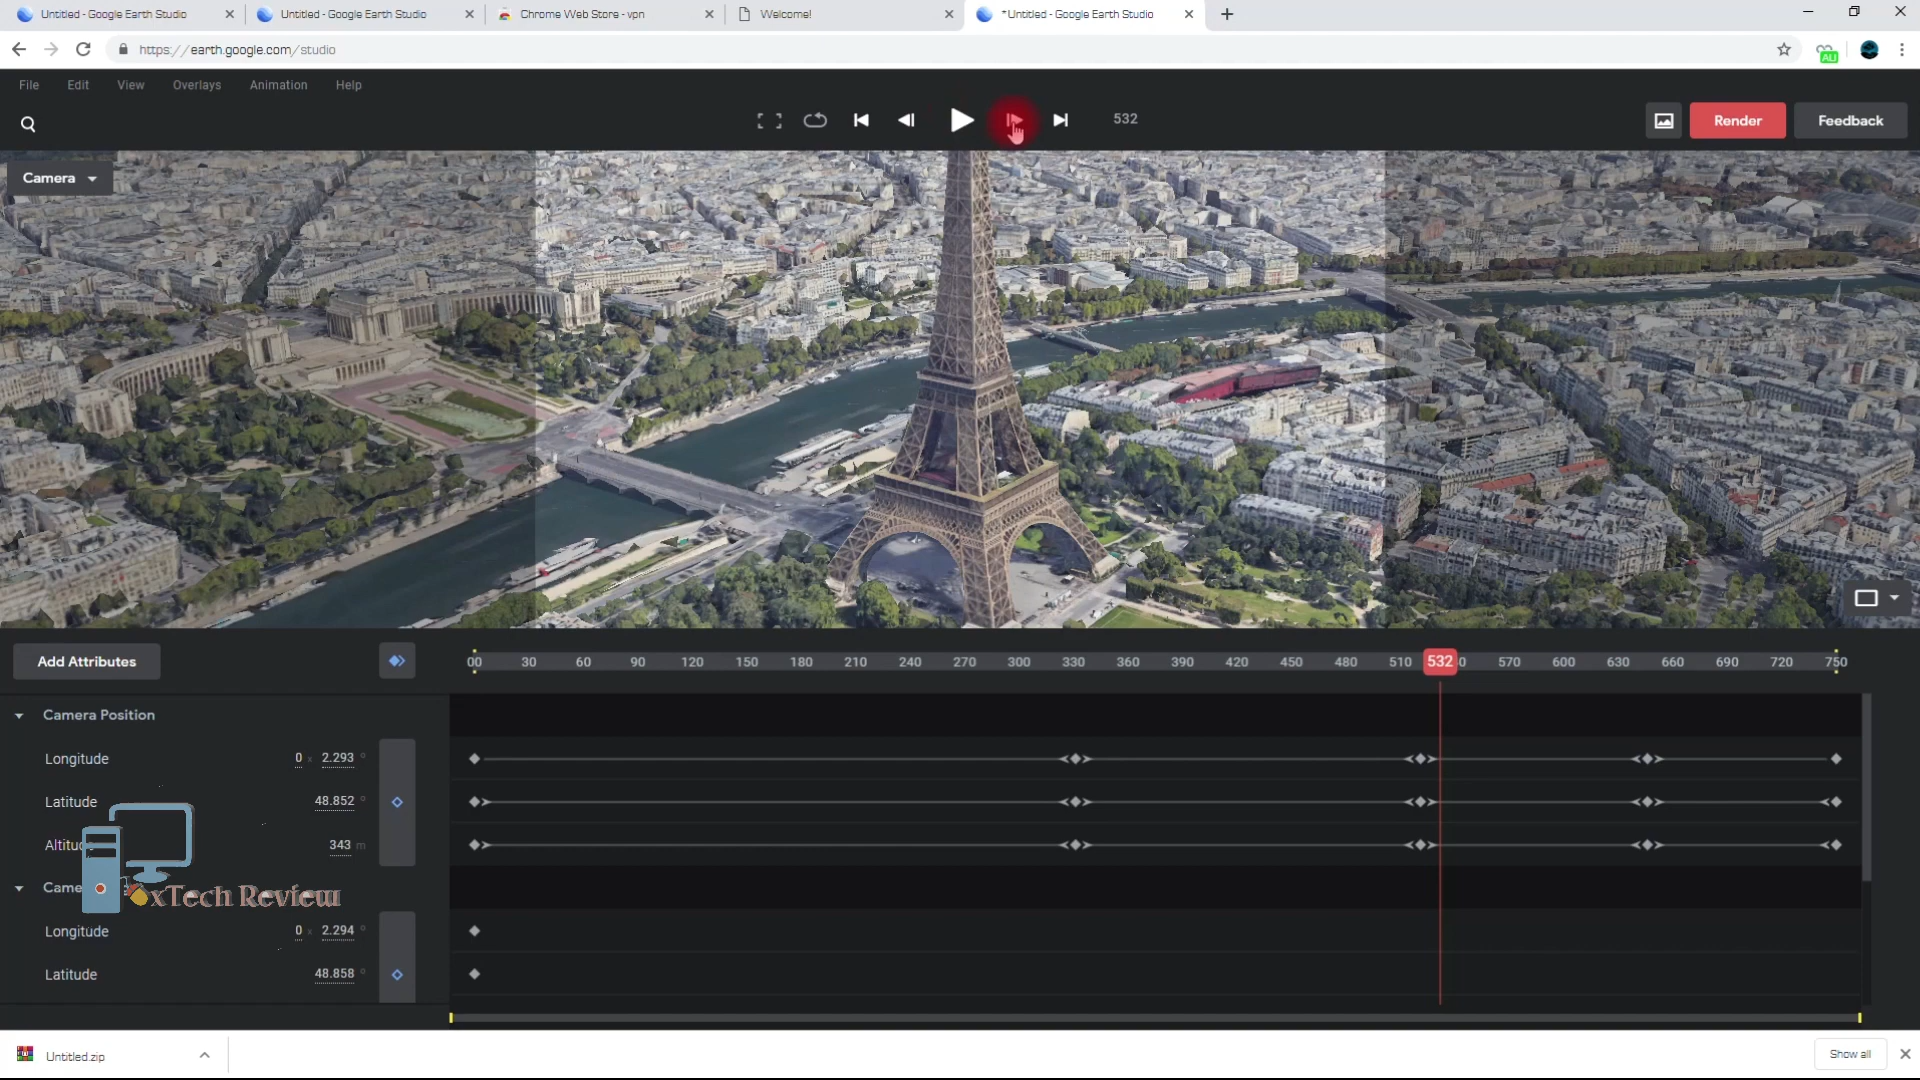 Untitled - Google Earth Studio
Untitled - Google Earth Studio
Chrome Web Store - vpn
Welcome!
*Untitled - Google Earth Studio
https://earth.google.com/studio
AU
File Edit View Overlays Animation Help
532
Render
Feedback
Camera
Add Attributes
00 30 60 90 120 150 180 210 240 270 300 330 360 390 420 450 480 510 532 0 570 600 630 660 690 720 750
Camera Position
Longitude 0 x 2.293 °
Latitude 48.852 °
Altitude 343 m
Came
xTech Review
Longitude 0 x 2.294 °
Latitude 48.858 °
Untitled.zip
Show all